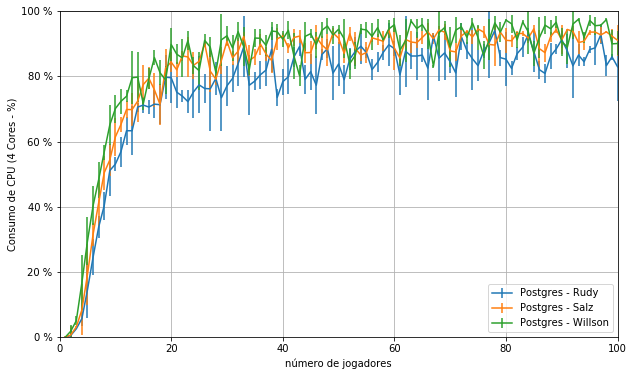 100 %
80 %
60 %
40 %
20 %
0 %
Consumo de CPU (4 Cores - %)
Postgres - Rudy
Postgres - Salz
Postgres - Willson
0 20 40 60 80 100
número de jogadores